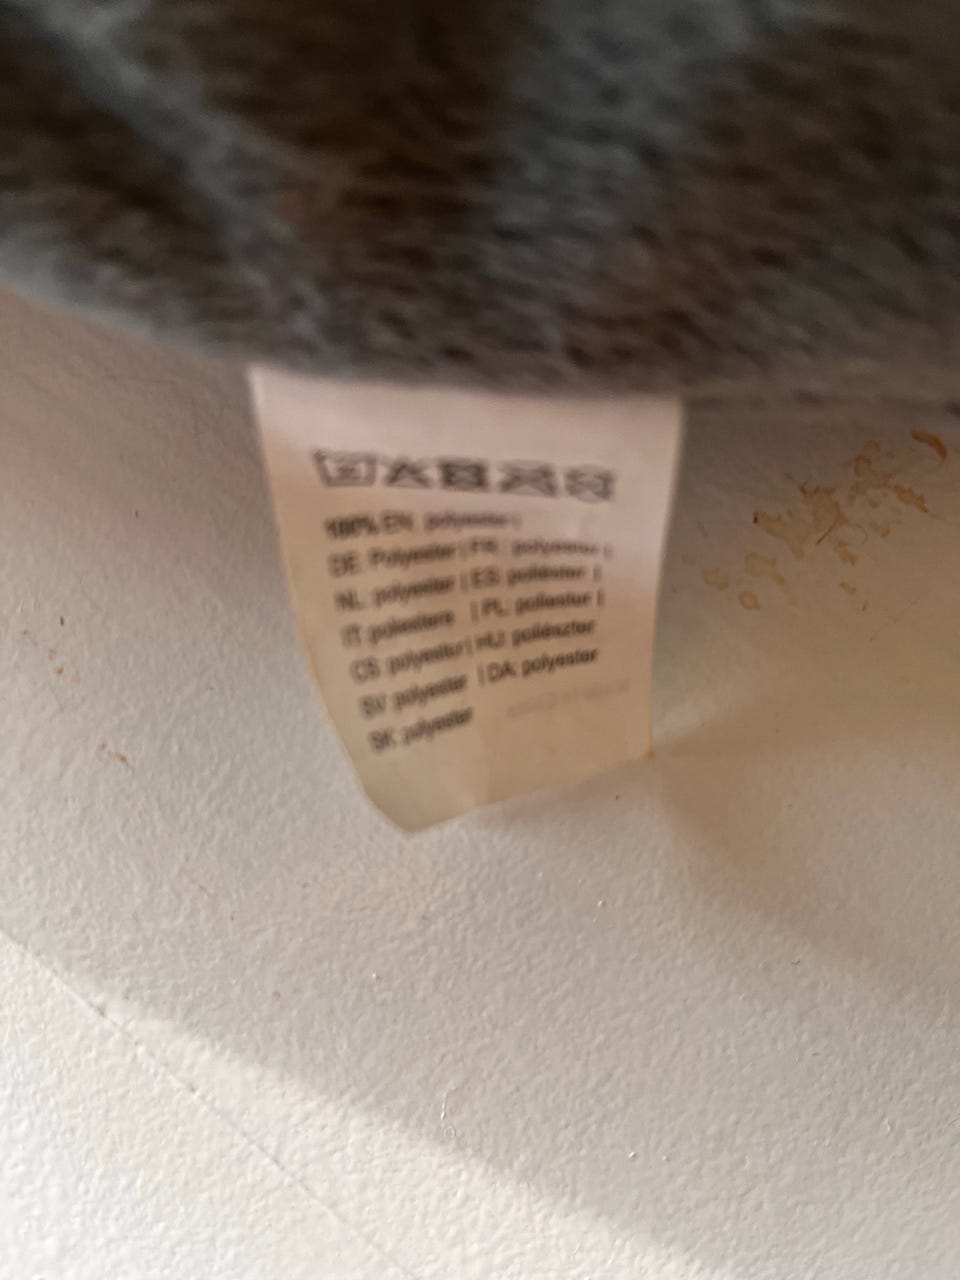 100% EN: polyester |
DE: Polyester | FR: polyester |
NL: polyester | ES: poliéster |
IT: poliestere | PL: poliester |
CS: polyester | HU: poliészter
SV: polyester | DA: polyester
SK: polyester